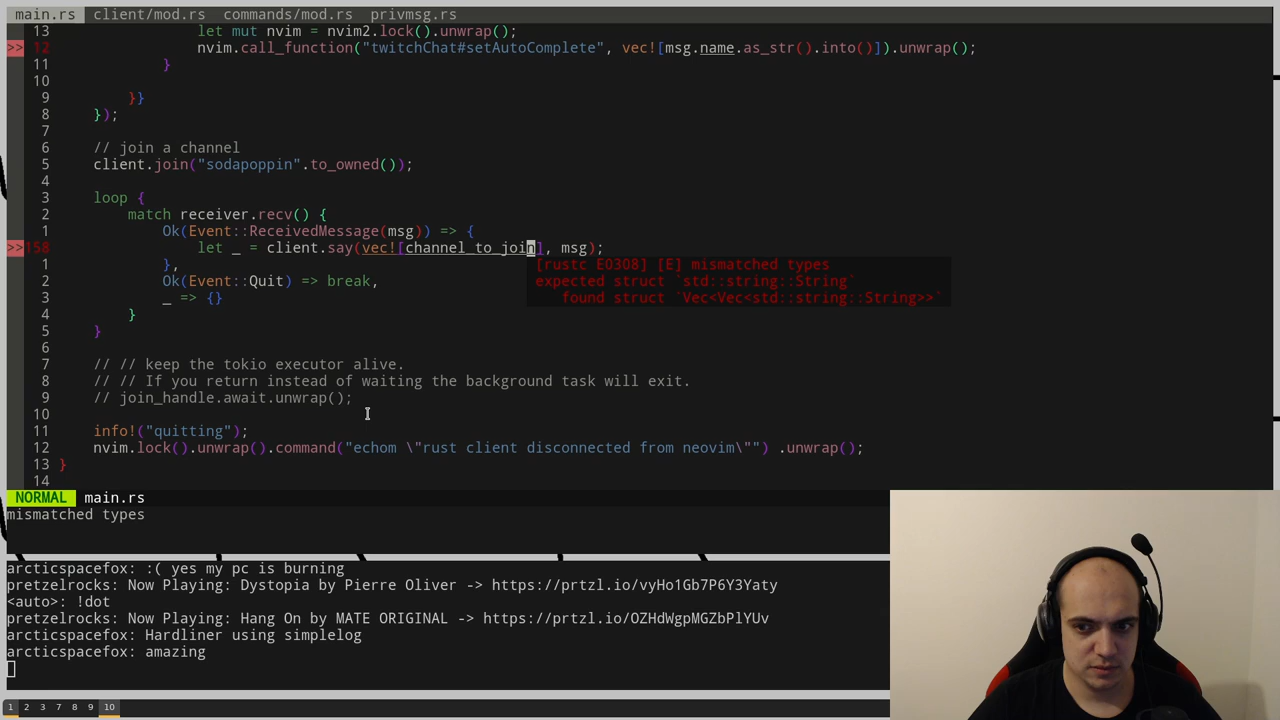 main.rs client/mod.rs commands/mod.rs privmsg.rs
13 let mut nvim = nvim2.lock().unwrap();
>> 12 nvim.call_function("twitchChat#setAutoComplete", vec![msg.name.as_str().into()]).unwrap();
11 }
10
9 }}
8 });
7
6 // join a channel
5 client.join("sodapoppin".to_owned());
4
3 loop {
2 match receiver.recv() {
1 Ok(Event::ReceivedMessage(msg)) => {
>>158 let _ = client.say(vec![channel_to_join], msg);
1 }, [rustc E0308] [E] mismatched types
2 Ok(Event::Quit) => break, expected struct `std::string::String`
3 _ => {} found struct `Vec<Vec<std::string::String>>`
4 }
5 }
6
7 // // keep the tokio executor alive.
8 // // If you return instead of waiting the background task will exit.
9 // join_handle.await.unwrap();
10
11 info!("quitting");
12 nvim.lock().unwrap().command("echom \"rust client disconnected from neovim\"") .unwrap();
13 }
14
NORMAL main.rs
mismatched types
arcticspacefox: :( yes my pc is burning
pretzelrocks: Now Playing: Dystopia by Pierre Oliver -> https://prtzl.io/vyHo1Gb7P6Y3Yaty
<auto>: !dot
pretzelrocks: Now Playing: Hang On by MATE ORIGINAL -> https://prtzl.io/OZHdWgpMGZbPlYUv
arcticspacefox: Hardliner using simplelog
arcticspacefox: amazing
1 2 3 7 8 9 10